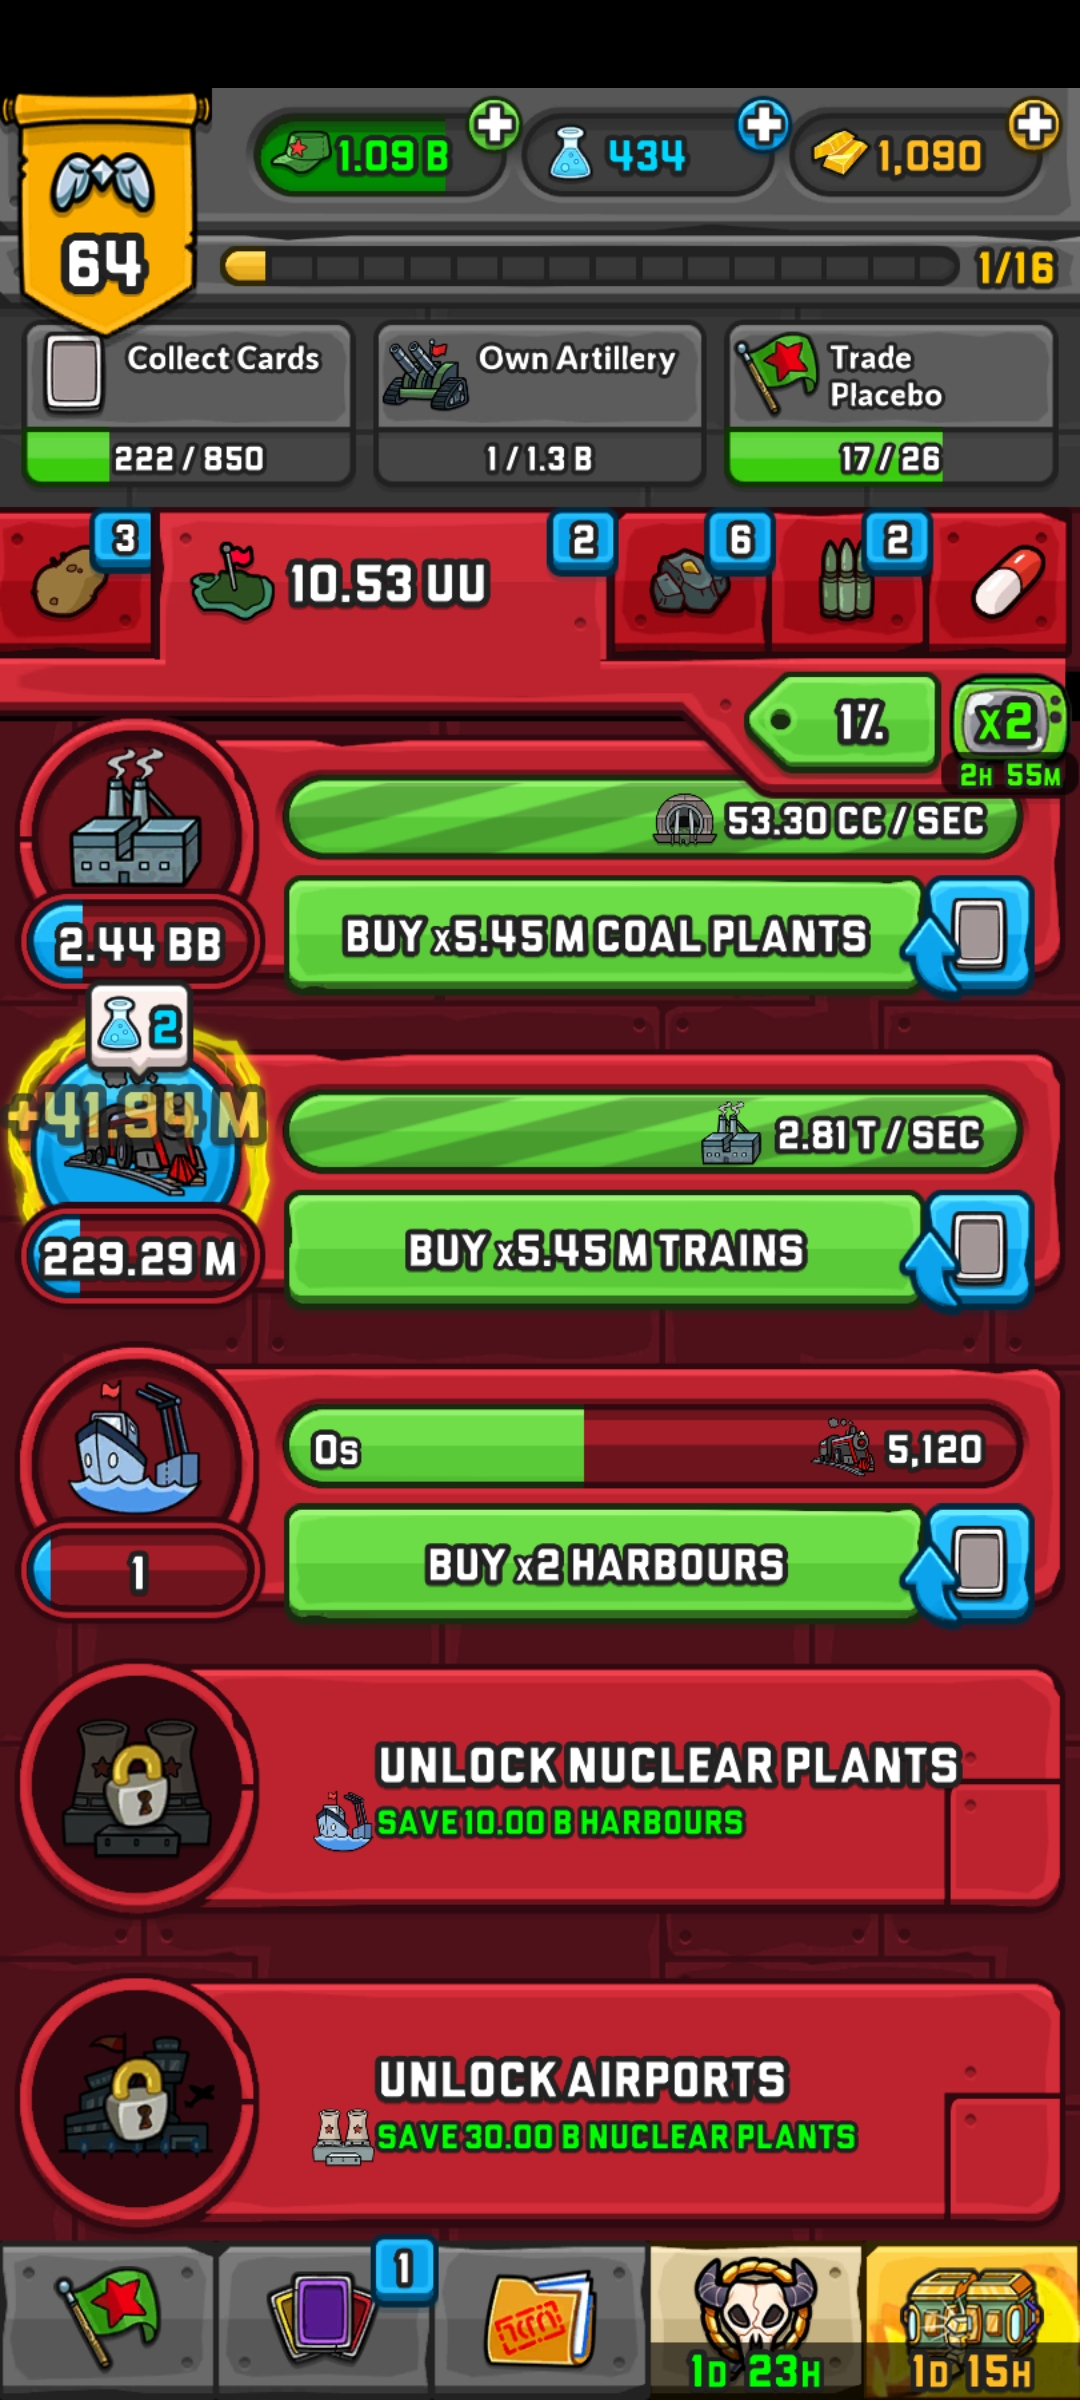 64
1.09 B
434
1,090
1/16
Collect Cards
222 / 850
Own Artillery
1 / 1.3 B
Trade
Placebo
17 / 26
3
10.53 UU
2
6
2
1%
x2
2H 55M
53.30 CC / SEC
2.44 BB
BUY x5.45 M COAL PLANTS
2
+41.94 M
2.81 T / SEC
229.29 M
BUY x5.45 M TRAINS
0s
5,120
1
BUY x2 HARBOURS
UNLOCK NUCLEAR PLANTS
SAVE 10.00 B HARBOURS
UNLOCK AIRPORTS
SAVE 30.00 B NUCLEAR PLANTS
1
1D 23H
1D 15H